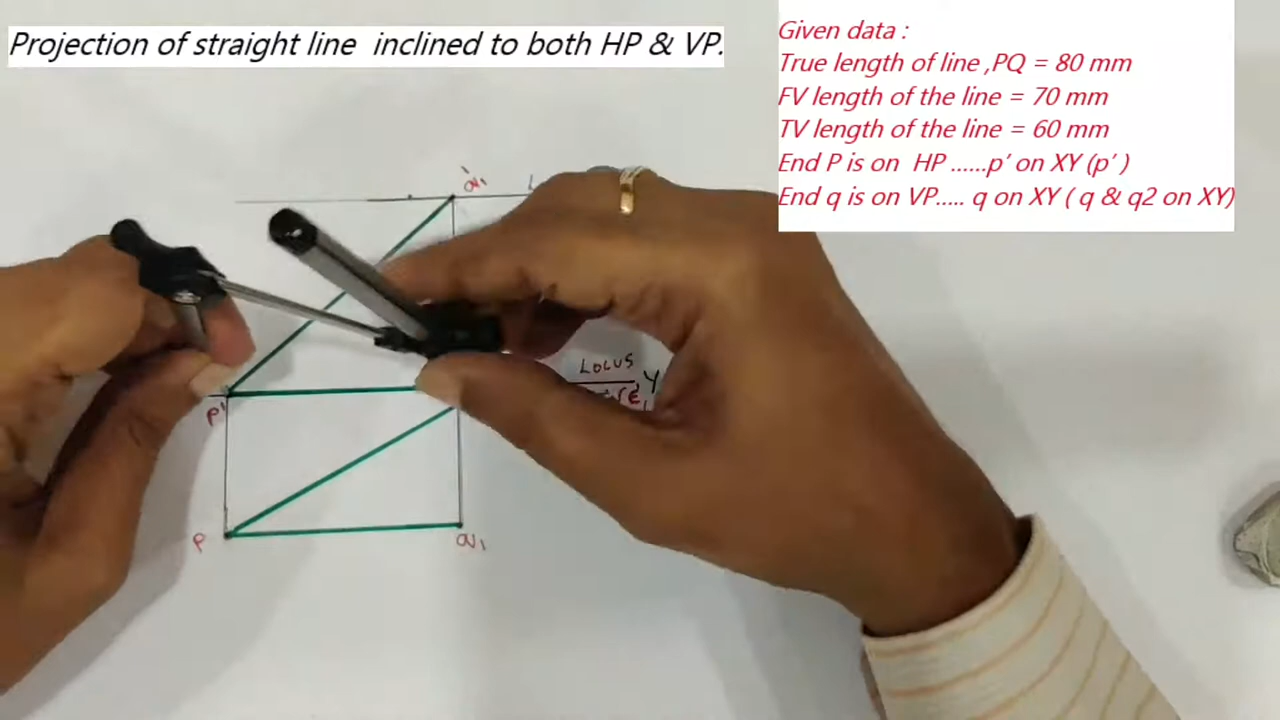 Projection of straight line inclined to both HP & VP.
Given data :
True length of line ,PQ = 80 mm
FV length of the line = 70 mm
TV length of the line = 60 mm
End P is on HP ......p' on XY (p' )
End q is on VP..... q on XY ( q & q2 on XY)
q1'
LOCUS
Y
p'
P
q1